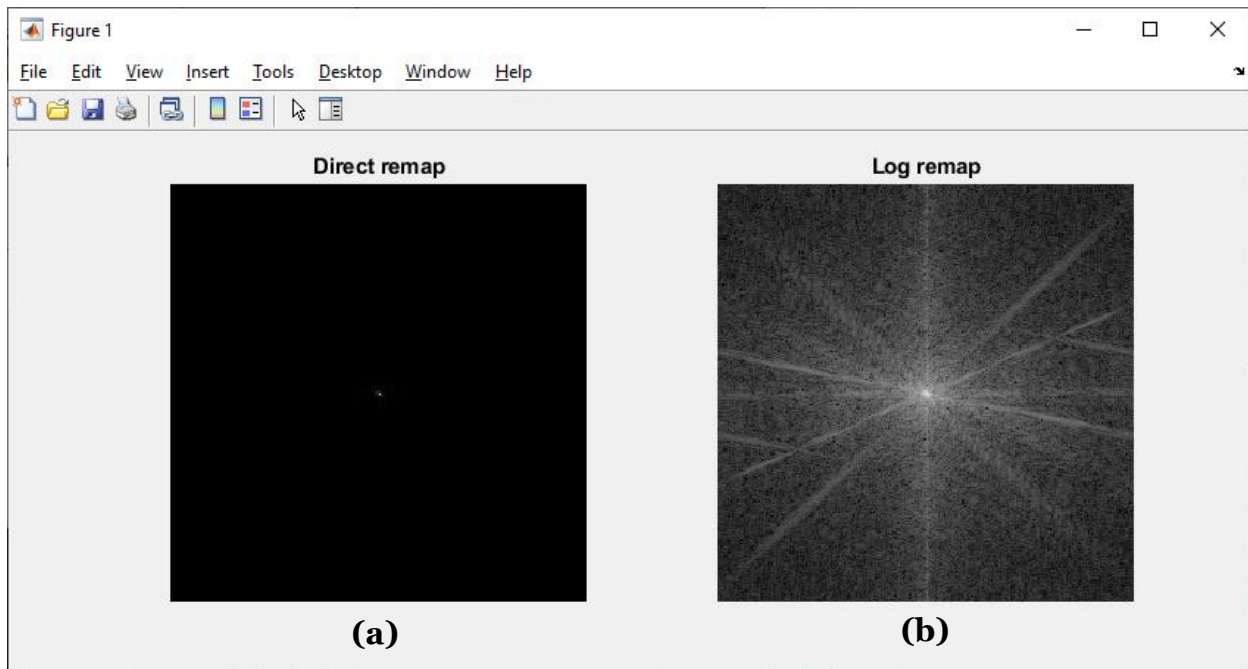 Figure 1
File Edit View Insert Tools Desktop Window Help
Direct remap Log remap
(a) (b)